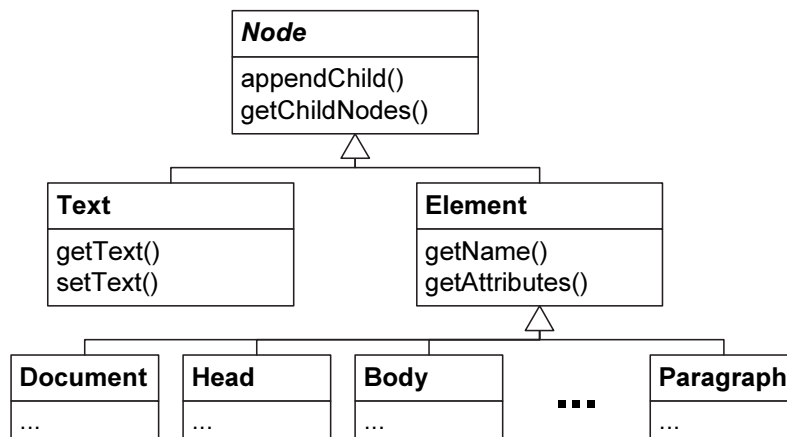 Node
appendChild()
getChildNodes()
Text
getText()
setText()
Element
getName()
getAttributes()
Document
...
Head
...
Body
...
...
Paragraph
...